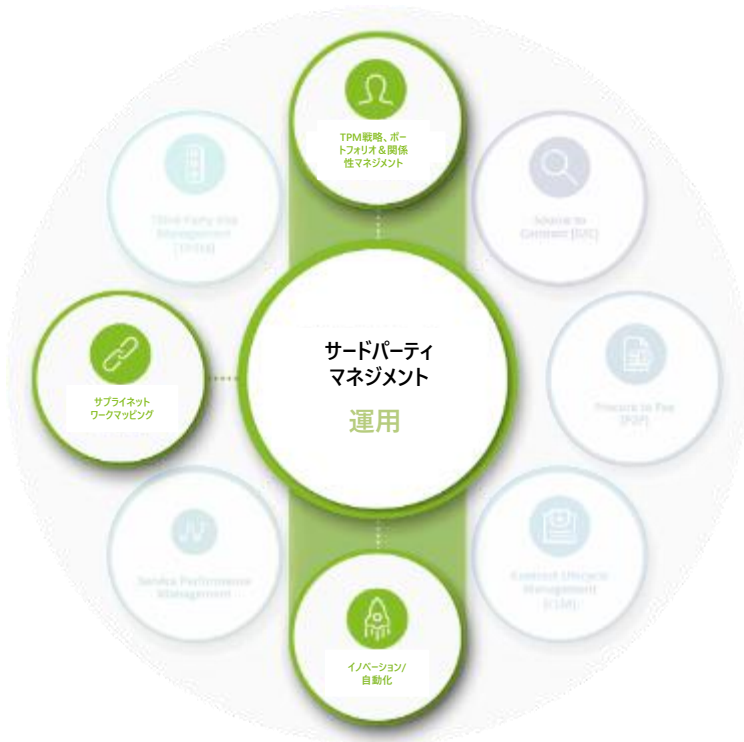 TPM戦略、ポー
トフォリオ＆関係
性マネジメント
Third Party Risk
Management
Source to
Contract (S2C)
サードパーティ
マネジメント
運用
サプライネット
ワークマッピング
Procure to Pay
(P2P)
Service Performance
Management
Contract Lifecycle
Management
(CLM)
イノベーション/
自動化